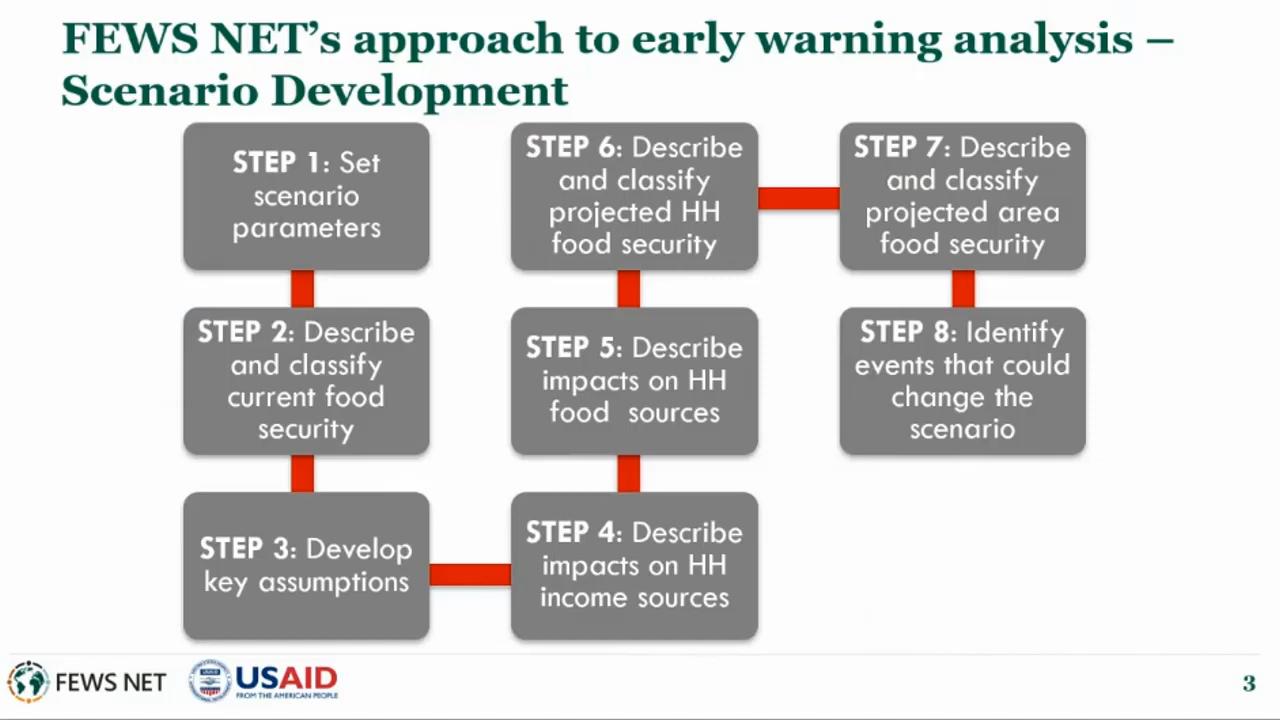 FEWS NET’s approach to early warning analysis –
Scenario Development
STEP 1: Set
scenario
parameters
STEP 2: Describe
and classify
current food
security
STEP 3: Develop
key assumptions
STEP 4: Describe
impacts on HH
income sources
STEP 5: Describe
impacts on HH
food sources
STEP 6: Describe
and classify
projected HH
food security
STEP 7: Describe
and classify
projected area
food security
STEP 8: Identify
events that could
change the
scenario
FEWS NET
USAID
FROM THE AMERICAN PEOPLE
3